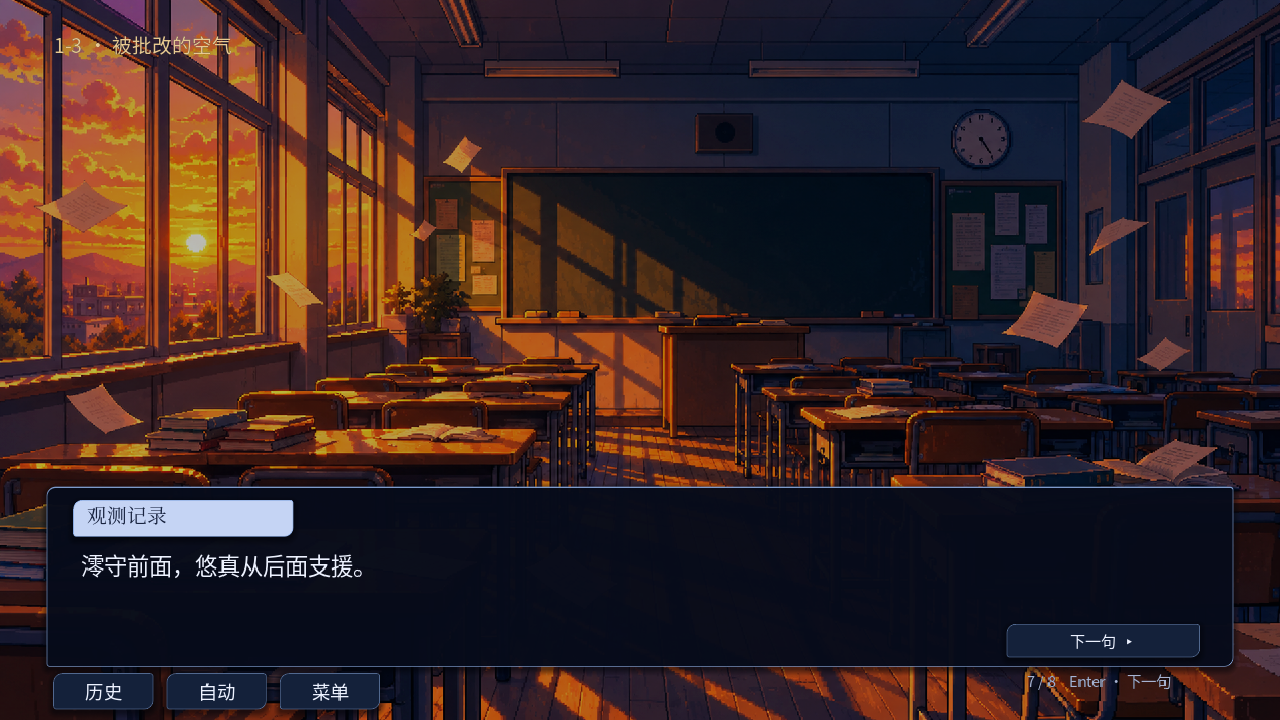 1-3 · 被批改的空气
观测记录
澪守前面，悠真从后面支援。
下一句 ▸
历史
自动
菜单
7 / 8 · Enter · 下一句